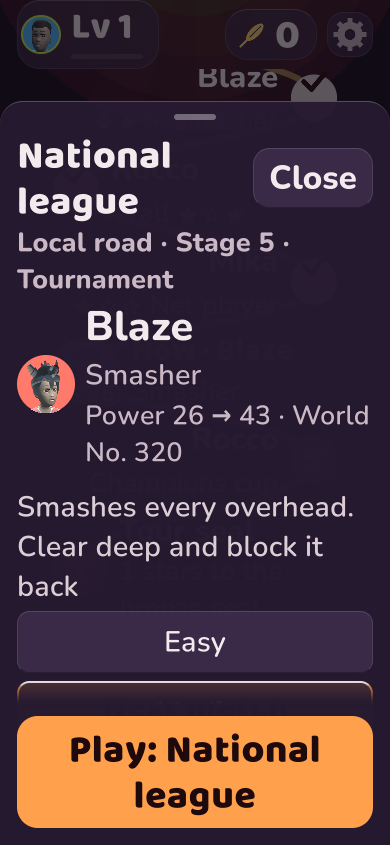 Lv 1
0
Blaze
National
league
Close
Local road · Stage 5 ·
Tournament
Blaze
Smasher
Power 26 → 43 · World
No. 320
Smashes every overhead.
Clear deep and block it
back
Easy
Play: National
league